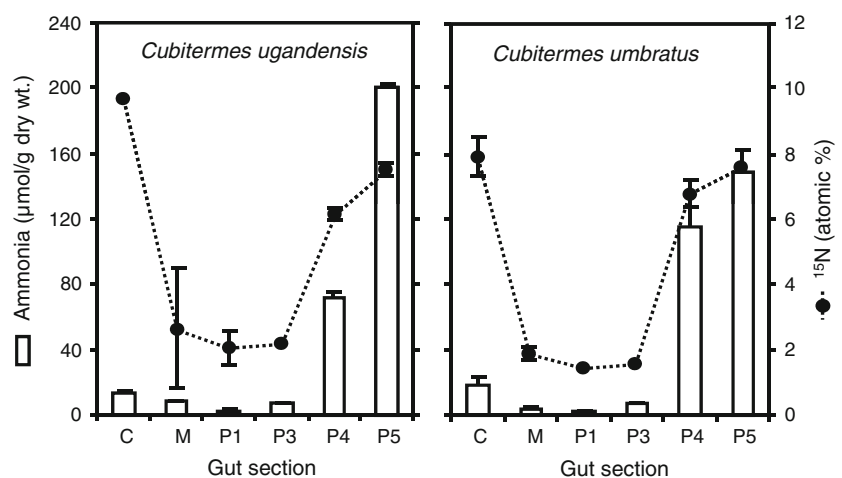 Cubitermes ugandensis
Cubitermes umbratus
240
200
160
120
80
40
0
12
10
8
6
4
2
0
Ammonia (µmol/g dry wt.)
¹⁵N (atomic %)
C M P1 P3 P4 P5
C M P1 P3 P4 P5
Gut section
Gut section